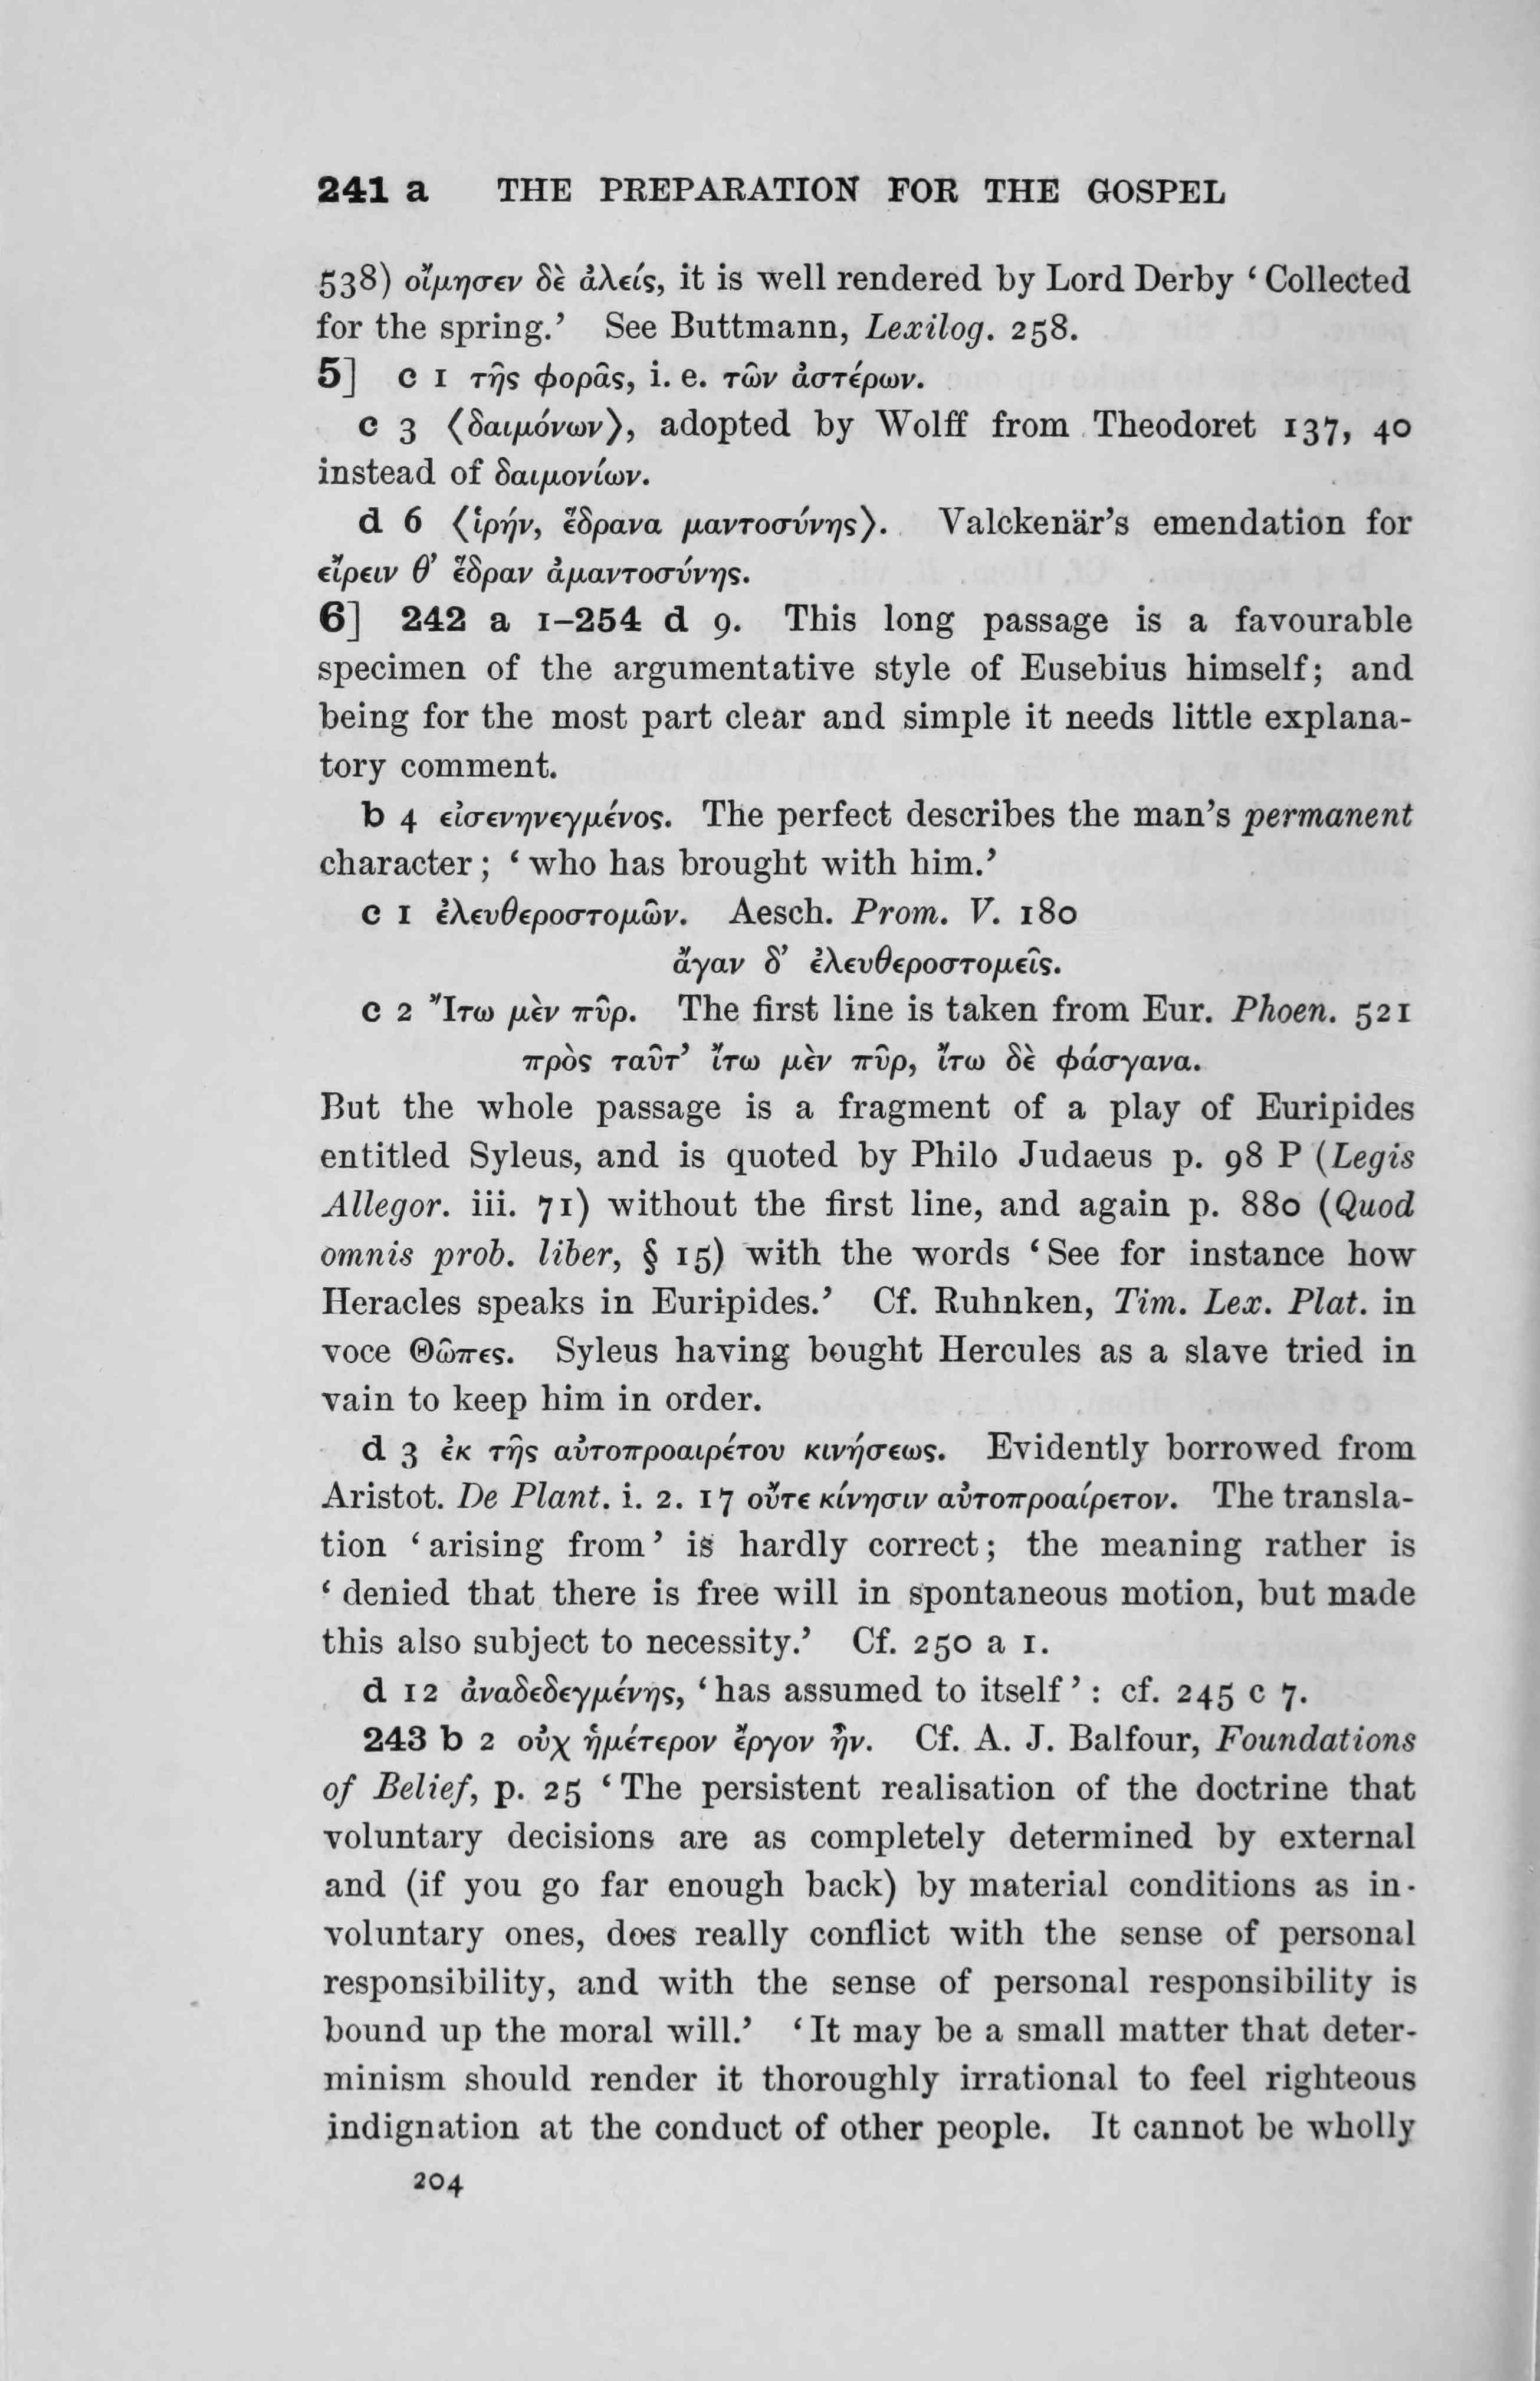 241 a THE PREPARATION FOR THE GOSPEL
538) οἴμησεν δὲ ἀλείς, it is well rendered by Lord Derby ‘ Collected
for the spring.’ See Buttmann, Lexilog. 258.
5] c 1 τῆς φορᾶς, i. e. τῶν ἀστέρων.
c 3 ⟨δαιμόνων⟩, adopted by Wolff from Theodoret 137, 40
instead of δαιμονίων.
d 6 ⟨ἱρήν, ἕδρανα μαντοσύνης⟩. Valckenär’s emendation for
εἴρειν θ’ ἕδραν ἀμαντοσύνης.
6] 242 a 1–254 d 9. This long passage is a favourable
specimen of the argumentative style of Eusebius himself; and
being for the most part clear and simple it needs little explana-
tory comment.
b 4 εἰσενηνεγμένος. The perfect describes the man’s permanent
character; ‘ who has brought with him.’
c 1 ἐλευθεροστομῶν. Aesch. Prom. V. 180
ἄγαν δ’ ἐλευθεροστομεῖς.
c 2 Ἴτω μὲν πῦρ. The first line is taken from Eur. Phoen. 521
πρὸς ταῦτ’ ἴτω μὲν πῦρ, ἴτω δὲ φάσγανα.
But the whole passage is a fragment of a play of Euripides
entitled Syleus, and is quoted by Philo Judaeus p. 98 P (Legis
Allegor. iii. 71) without the first line, and again p. 880 (Quod
omnis prob. liber, § 15) with the words ‘ See for instance how
Heracles speaks in Euripides.’ Cf. Ruhnken, Tim. Lex. Plat. in
voce Θῶπες. Syleus having bought Hercules as a slave tried in
vain to keep him in order.
d 3 ἐκ τῆς αὐτοπροαιρέτου κινήσεως. Evidently borrowed from
Aristot. De Plant. i. 2. 17 οὔτε κίνησιν αὐτοπροαίρετον. The transla-
tion ‘ arising from ’ is hardly correct; the meaning rather is
‘ denied that there is free will in spontaneous motion, but made
this also subject to necessity.’ Cf. 250 a 1.
d 12 ἀναδεδεγμένης, ‘ has assumed to itself ’ : cf. 245 c 7.
243 b 2 οὐχ ἡμέτερον ἔργον ἦν. Cf. A. J. Balfour, Foundations
of Belief, p. 25 ‘ The persistent realisation of the doctrine that
voluntary decisions are as completely determined by external
and (if you go far enough back) by material conditions as in-
voluntary ones, does really conflict with the sense of personal
responsibility, and with the sense of personal responsibility is
bound up the moral will.’ ‘ It may be a small matter that deter-
minism should render it thoroughly irrational to feel righteous
indignation at the conduct of other people. It cannot be wholly
204